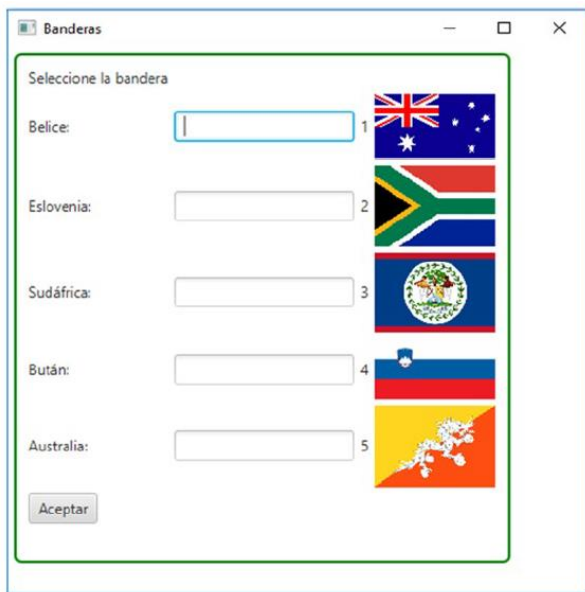 Banderas
Seleccione la bandera
Belice: 1
Eslovenia: 2
Sudáfrica: 3
Bután: 4
Australia: 5
Aceptar